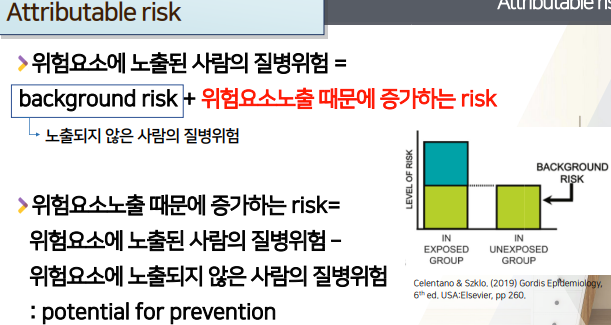 Attributable risk
Attributable ris
위험요소에 노출된 사람의 질병위험 =
background risk + 위험요소노출 때문에 증가하는 risk
노출되지 않은 사람의 질병위험
위험요소노출 때문에 증가하는 risk=
위험요소에 노출된 사람의 질병위험 –
위험요소에 노출되지 않은 사람의 질병위험
: potential for prevention
LEVEL OF RISK
BACKGROUND
RISK
IN
EXPOSED
GROUP
IN
UNEXPOSED
GROUP
Celentano & Szklo. (2019) Gordis Epidemiology,
6th ed. USA:Elsevier, pp 260.